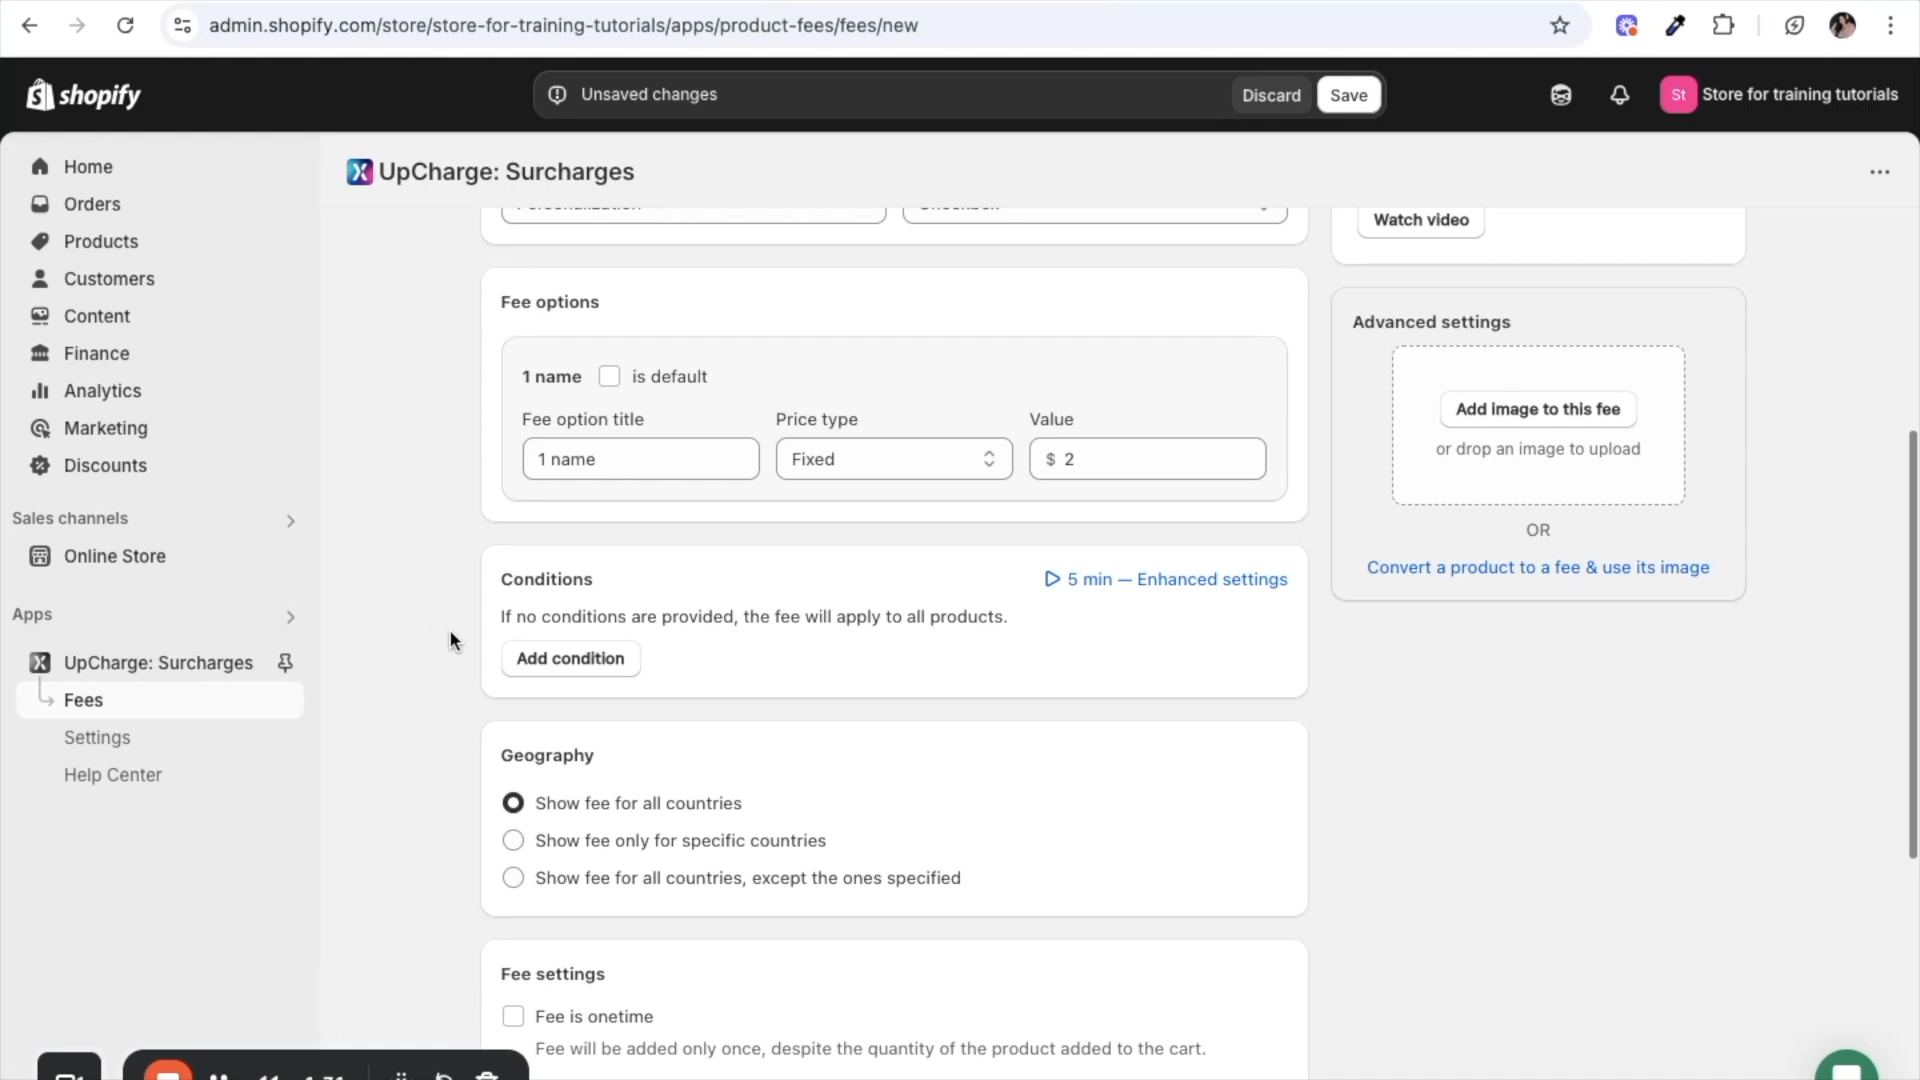 admin.shopify.com/store/store-for-training-tutorials/apps/product-fees/fees/new
shopify
Unsaved changes
Discard
Save
St
Store for training tutorials
Home
Orders
Products
Customers
Content
Finance
Analytics
Marketing
Discounts
Sales channels
Online Store
Apps
UpCharge: Surcharges
Fees
Settings
Help Center
UpCharge: Surcharges
Watch video
Fee options
1 name is default
Fee option title Price type Value
1 name Fixed $ 2
Conditions 5 min — Enhanced settings
If no conditions are provided, the fee will apply to all products.
Add condition
Geography
Show fee for all countries
Show fee only for specific countries
Show fee for all countries, except the ones specified
Fee settings
Fee is onetime
Fee will be added only once, despite the quantity of the product added to the cart.
Advanced settings
Add image to this fee
or drop an image to upload
OR
Convert a product to a fee & use its image